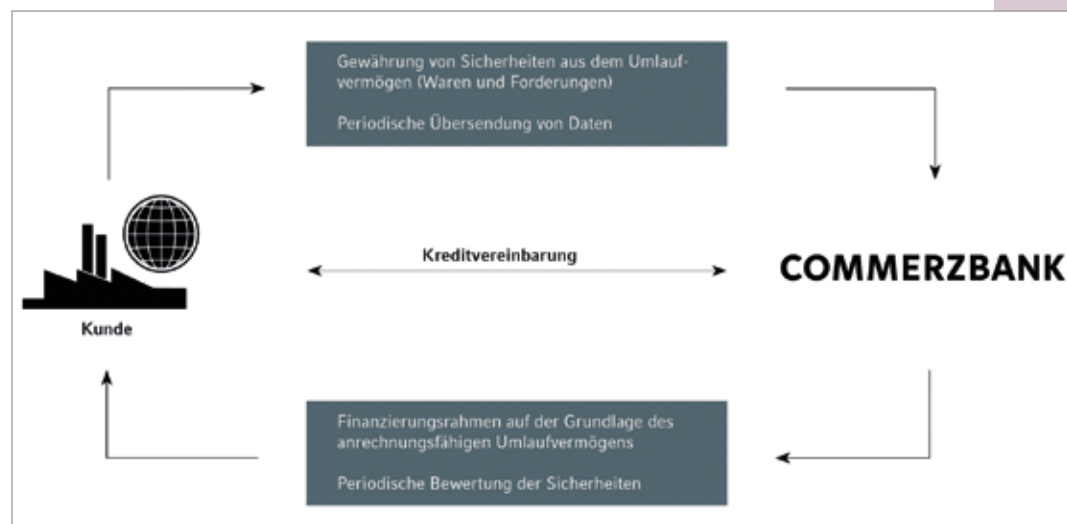 Gewährung von Sicherheiten aus dem Umlauf-
vermögen (Waren und Forderungen)
Periodische Übersendung von Daten
Kreditvereinbarung
COMMERZBANK
Kunde
Finanzierungsrahmen auf der Grundlage des
anrechnungsfähigen Umlaufvermögens
Periodische Bewertung der Sicherheiten